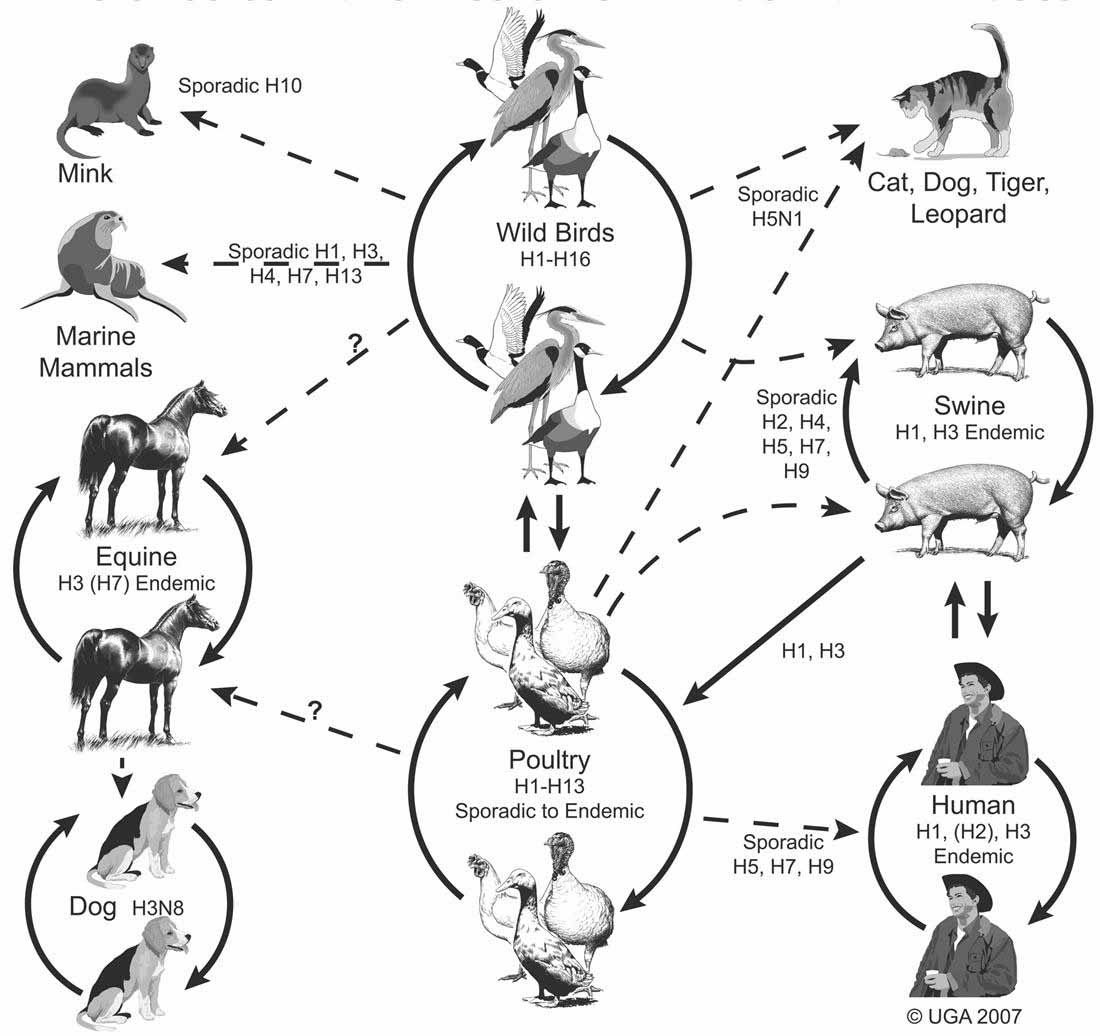 Sporadic H10
Mink
Sporadic H1, H3,
H4, H7, H13
Marine
Mammals
?
Wild Birds
H1-H16
Sporadic
H5N1
Cat, Dog, Tiger,
Leopard
Sporadic
H2, H4,
H5, H7,
H9
Swine
H1, H3 Endemic
Equine
H3 (H7) Endemic
H1, H3
?
Poultry
H1-H13
Sporadic to Endemic
Sporadic
H5, H7, H9
Human
H1, (H2), H3
Endemic
Dog H3N8
© UGA 2007